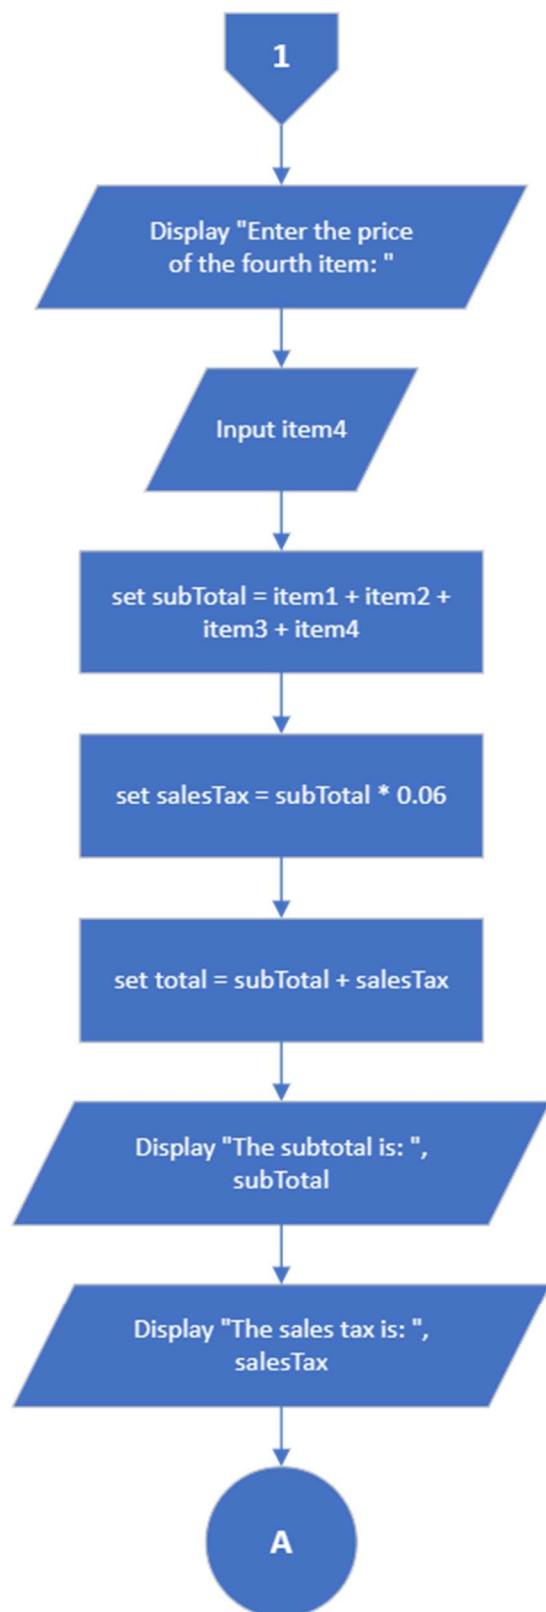 1
Display "Enter the price
of the fourth item: "
Input item4
set subTotal = item1 + item2 +
item3 + item4
set salesTax = subTotal * 0.06
set total = subTotal + salesTax
Display "The subtotal is: ",
subTotal
Display "The sales tax is: ",
salesTax
A